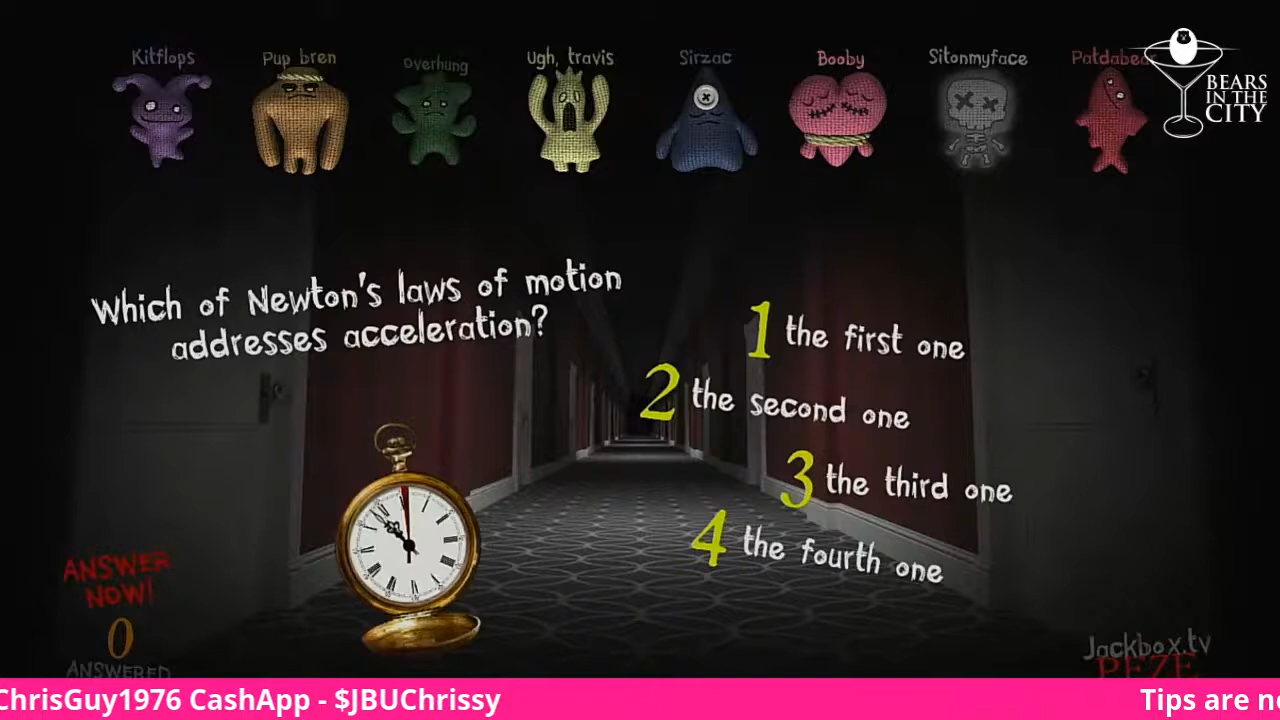 Kitflops
Pup bren
overhung
Ugh, travis
Sirzac
Booby
Sitonmyface
BEARS
IN THE
CITY
Which of Newton's laws of motion
addresses acceleration?
1 the first one
2 the second one
3 the third one
4 the fourth one
ANSWER
NOW!
0
ANSWERED
Jackbox.tv
PEZE
ChrisGuy1976 CashApp - $JBUChrissy
Tips are